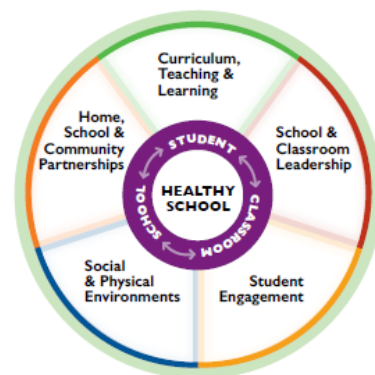 Curriculum,
Teaching &
Learning
Home,
School &
Community
Partnerships
School &
Classroom
Leadership
STUDENT
CLASSROOM
SCHOOL
HEALTHY
SCHOOL
Social
& Physical
Environments
Student
Engagement